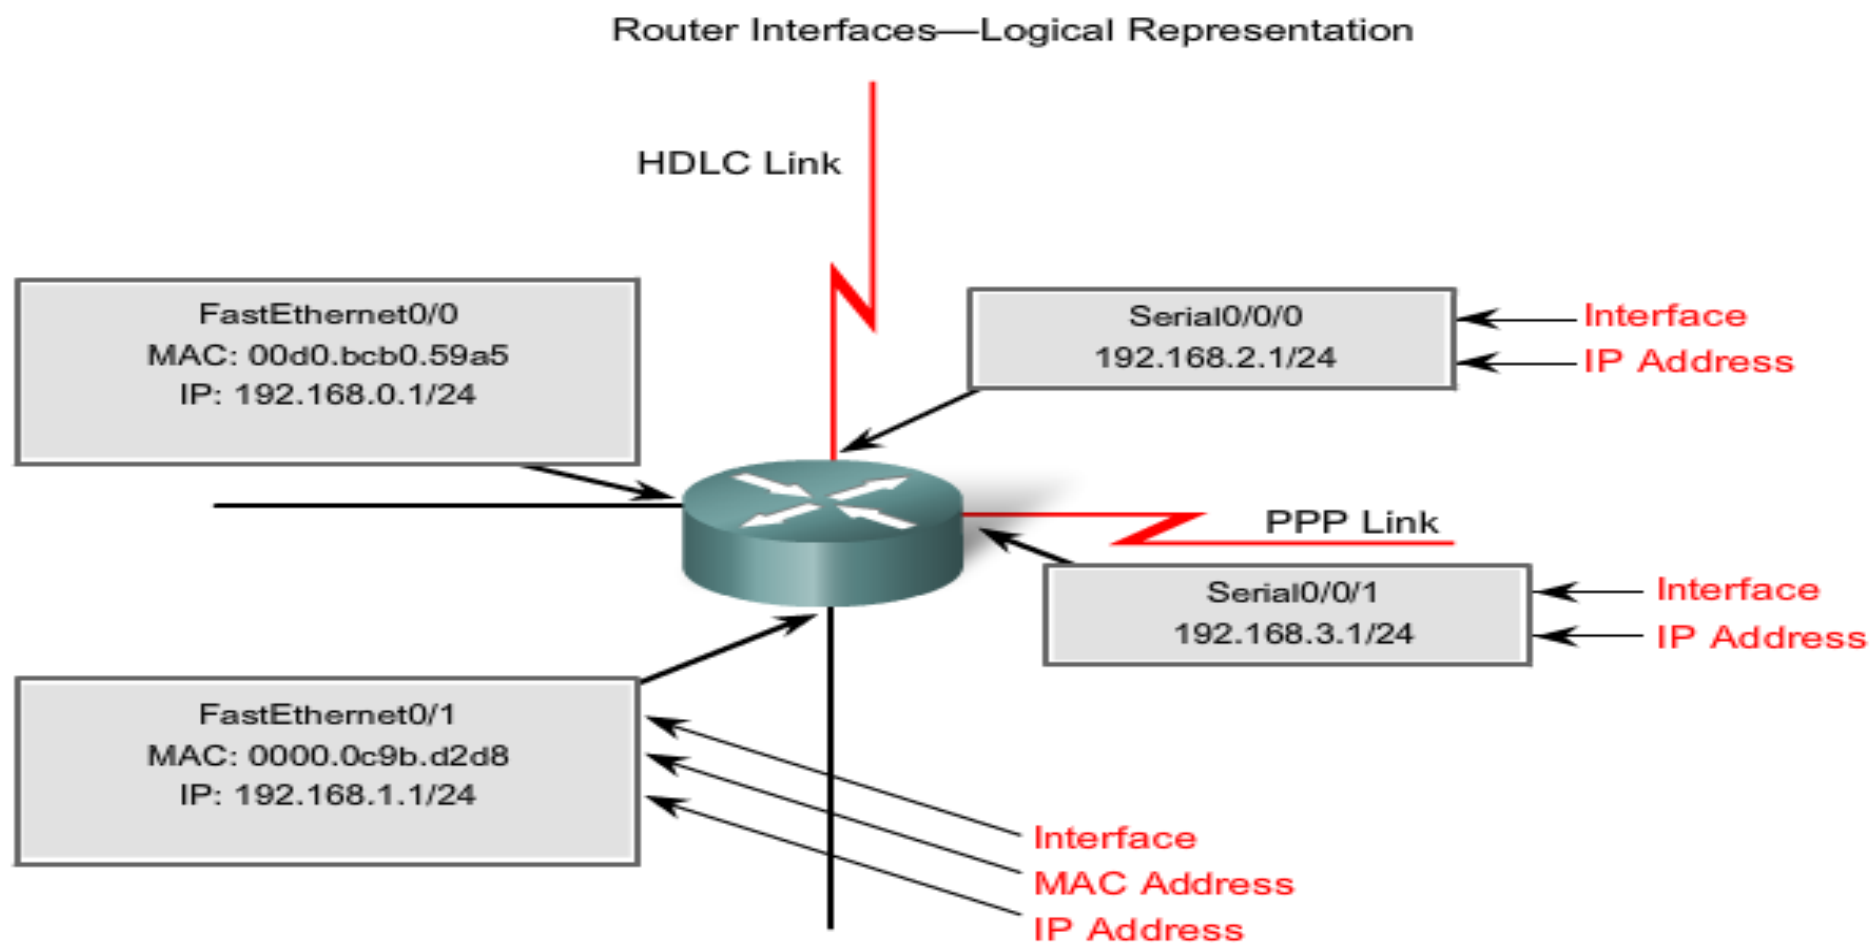 Router Interfaces—Logical Representation
HDLC Link
FastEthernet0/0
MAC: 00d0.bcb0.59a5
IP: 192.168.0.1/24
Serial0/0/0
192.168.2.1/24
Interface
IP Address
PPP Link
Serial0/0/1
192.168.3.1/24
Interface
IP Address
FastEthernet0/1
MAC: 0000.0c9b.d2d8
IP: 192.168.1.1/24
Interface
MAC Address
IP Address